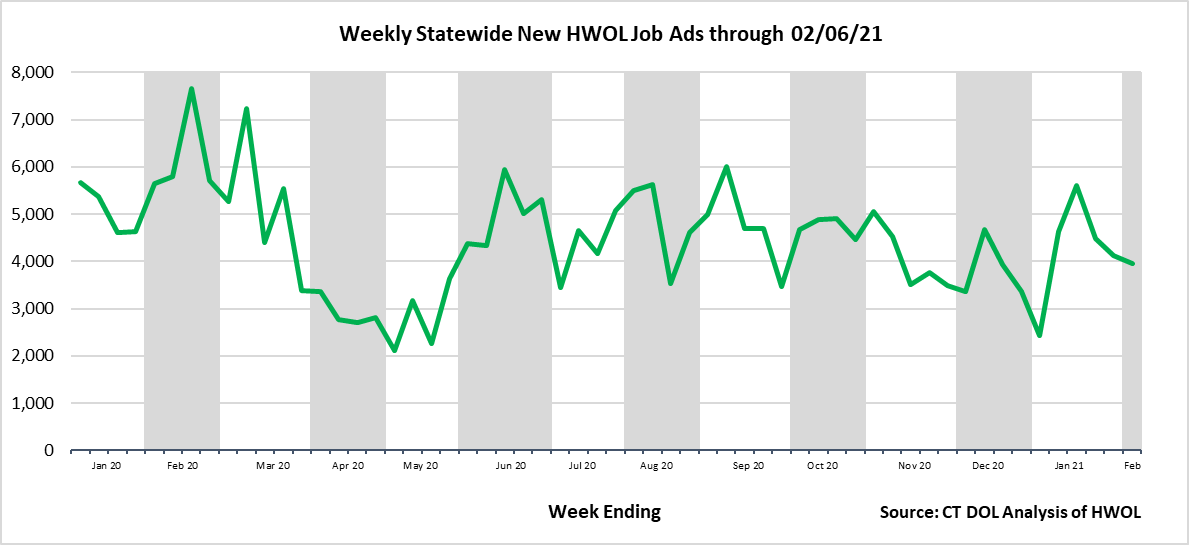 Weekly Statewide New HWOL Job Ads through 02/06/21
8,000
7,000
6,000
5,000
4,000
3,000
2,000
1,000
0
Jan 20 Feb 20 Mar 20 Apr 20 May 20 Jun 20 Jul 20 Aug 20 Sep 20 Oct 20 Nov 20 Dec 20 Jan 21 Feb
Week Ending
Source: CT DOL Analysis of HWOL